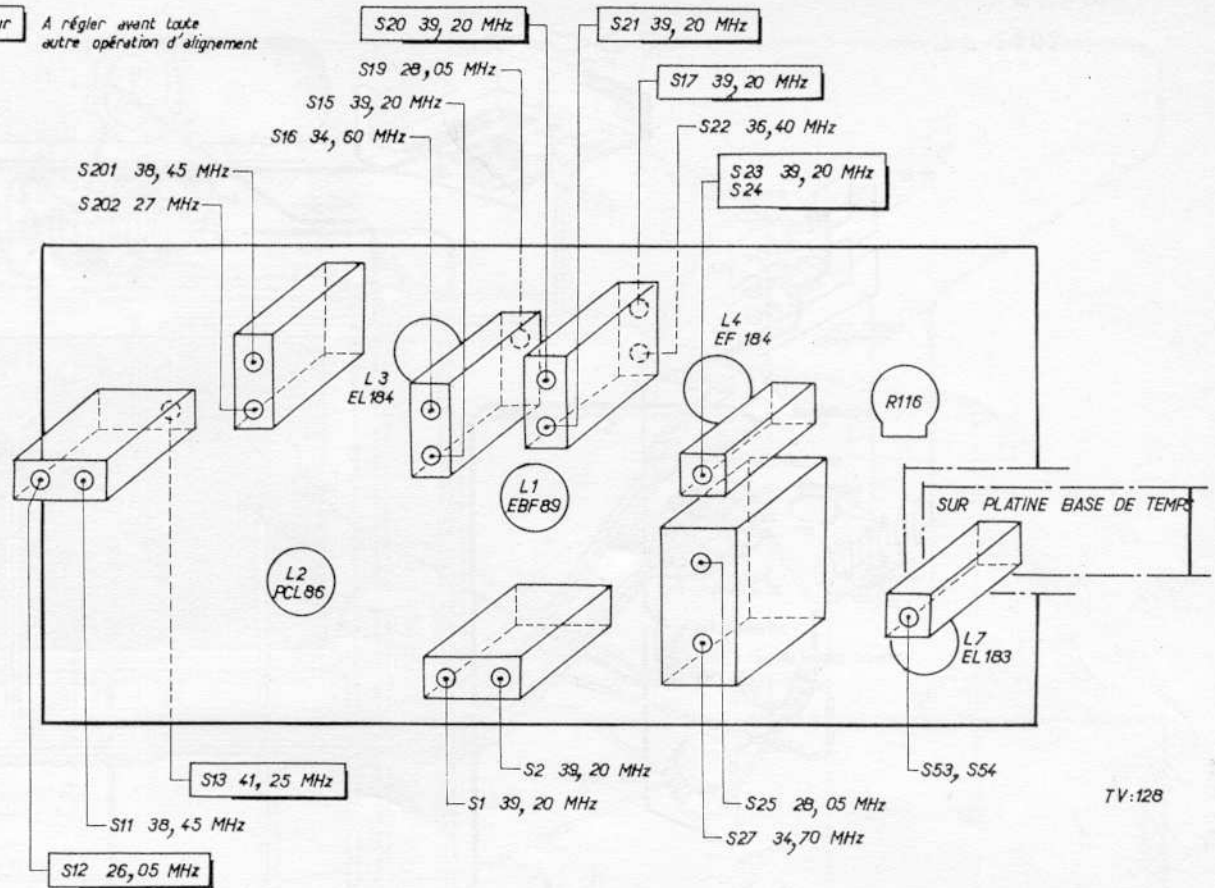 A régler avant toute
autre opération d'alignement
S20 39,20 MHz
S21 39,20 MHz
S19 28,05 MHz
S17 39,20 MHz
S15 39,20 MHz
S16 34,60 MHz
S22 36,40 MHz
S201 38,45 MHz
S23 39,20 MHz
S24
S202 27 MHz
L4
EF 184
L3
EL184
R116
L1
EBF89
SUR PLATINE BASE DE TEMPS
L2
PCL86
L7
EL183
S13 41,25 MHz
S2 39,20 MHz
S53, S54
S1 39,20 MHz
S25 28,05 MHz
TV:128
S11 38,45 MHz
S27 34,70 MHz
S12 26,05 MHz